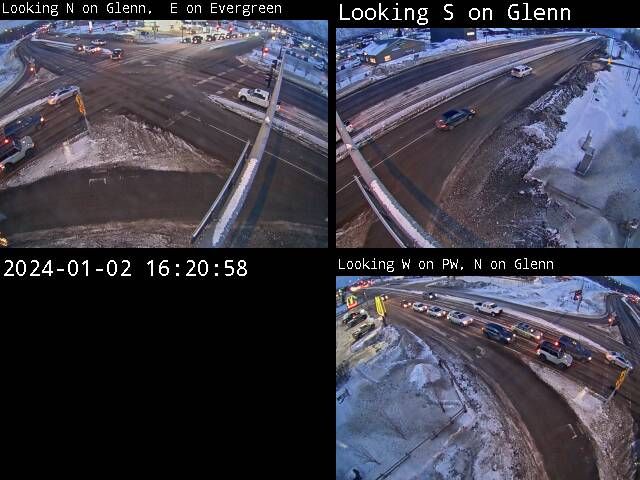 Looking N on Glenn,  E on Evergreen
Looking S on Glenn
2024-01-02 16:20:58
Looking W on PW, N on Glenn